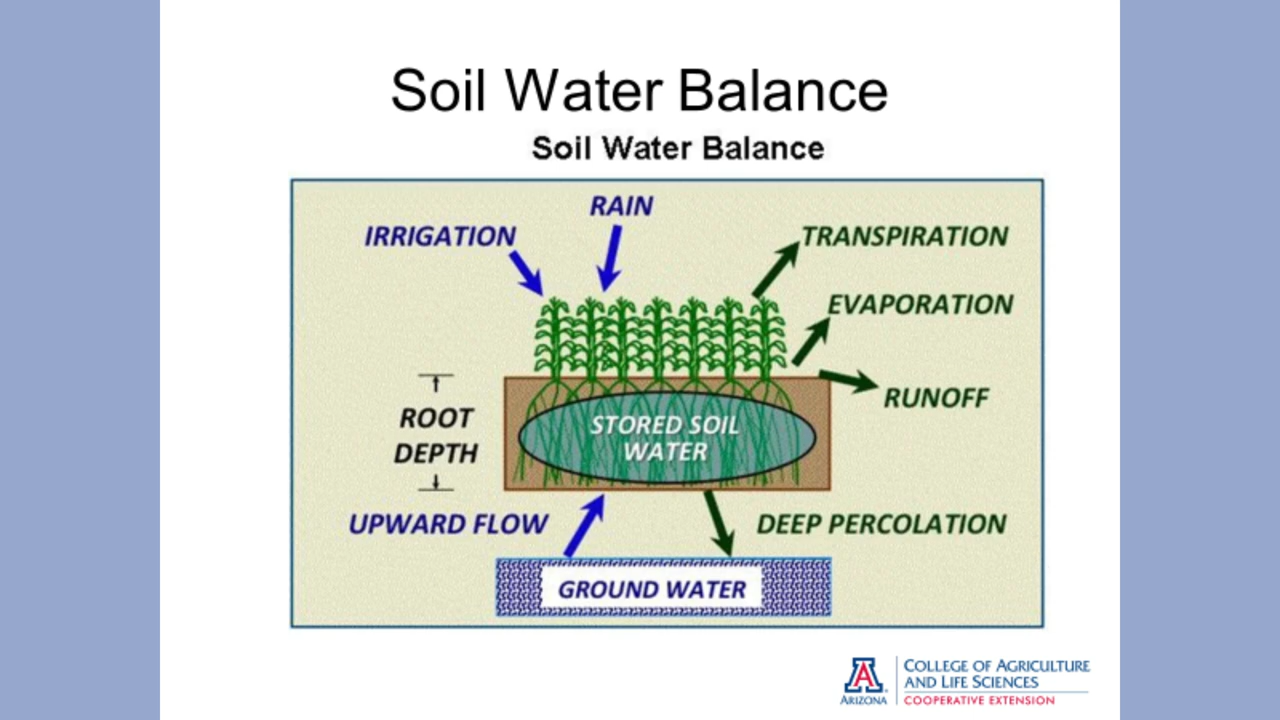 Soil Water Balance
Soil Water Balance
RAIN
IRRIGATION
TRANSPIRATION
EVAPORATION
RUNOFF
ROOT
DEPTH
STORED SOIL
WATER
UPWARD FLOW
DEEP PERCOLATION
GROUND WATER
A
ARIZONA
COLLEGE OF AGRICULTURE
AND LIFE SCIENCES
COOPERATIVE EXTENSION